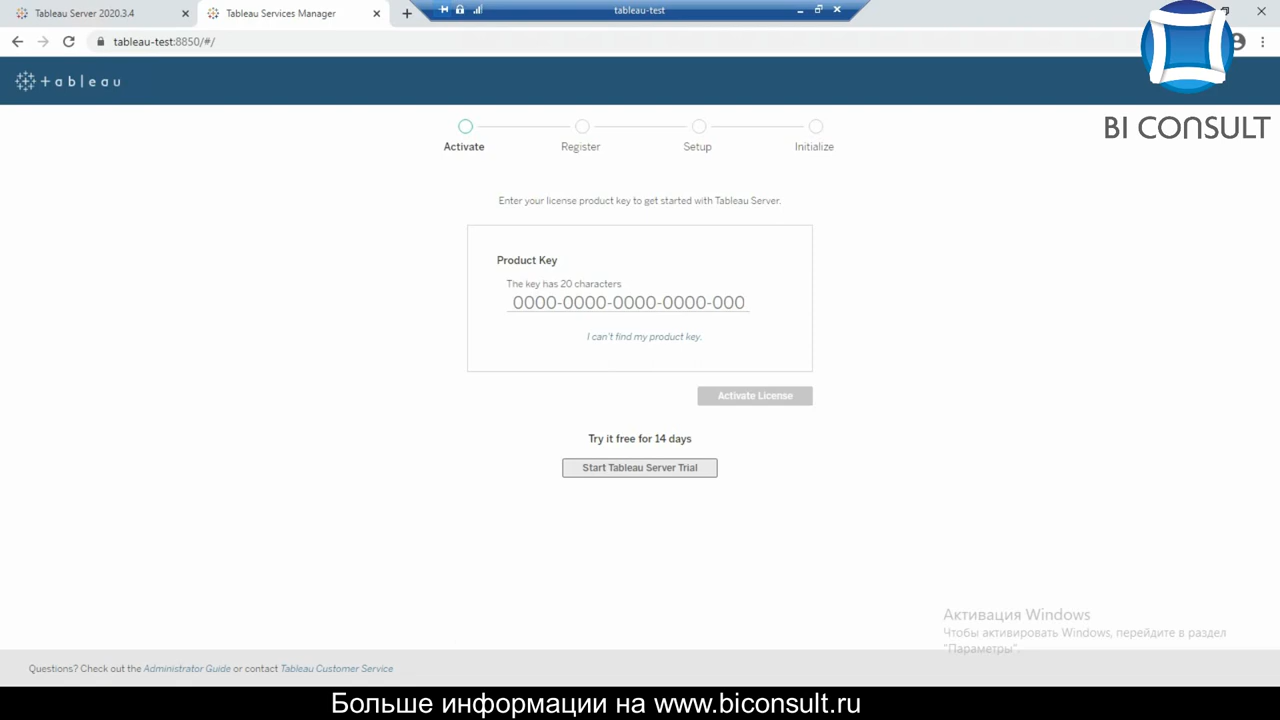 Tableau Server 2020.3.4
Tableau Services Manager
tableau-test
tableau-test:8850/#/
+ableau
BI CONSULT
Activate
Register
Setup
Initialize
Enter your license product key to get started with Tableau Server.
Product Key
The key has 20 characters
0000-0000-0000-0000-000
I can't find my product key.
Activate License
Try it free for 14 days
Start Tableau Server Trial
Активация Windows
Чтобы активировать Windows, перейдите в раздел
"Параметры".
Questions? Check out the Administrator Guide or contact Tableau Customer Service
Больше информации на www.biconsult.ru